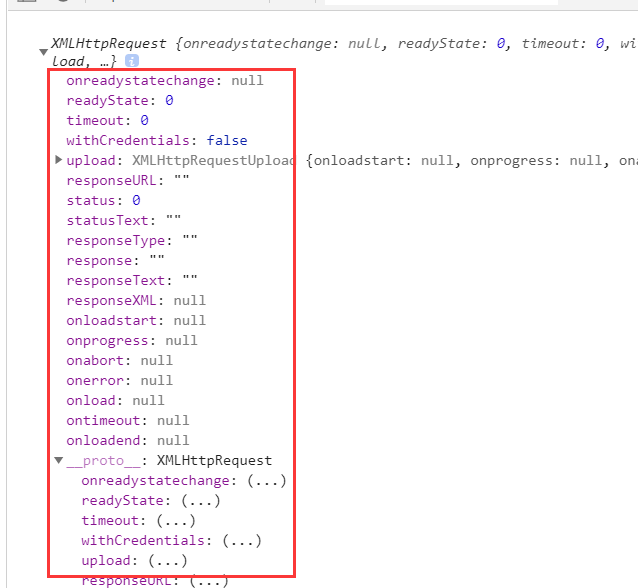 XMLHttpRequest {onreadystatechange: null, readyState: 0, timeout: 0, wi
load, …} i
onreadystatechange: null
readyState: 0
timeout: 0
withCredentials: false
upload: XMLHttpRequestUpload {onloadstart: null, onprogress: null, ona
responseURL: ""
status: 0
statusText: ""
responseType: ""
response: ""
responseText: ""
responseXML: null
onloadstart: null
onprogress: null
onabort: null
onerror: null
onload: null
ontimeout: null
onloadend: null
__proto__: XMLHttpRequest
onreadystatechange: (...)
readyState: (...)
timeout: (...)
withCredentials: (...)
upload: (...)
responseURL: (...)